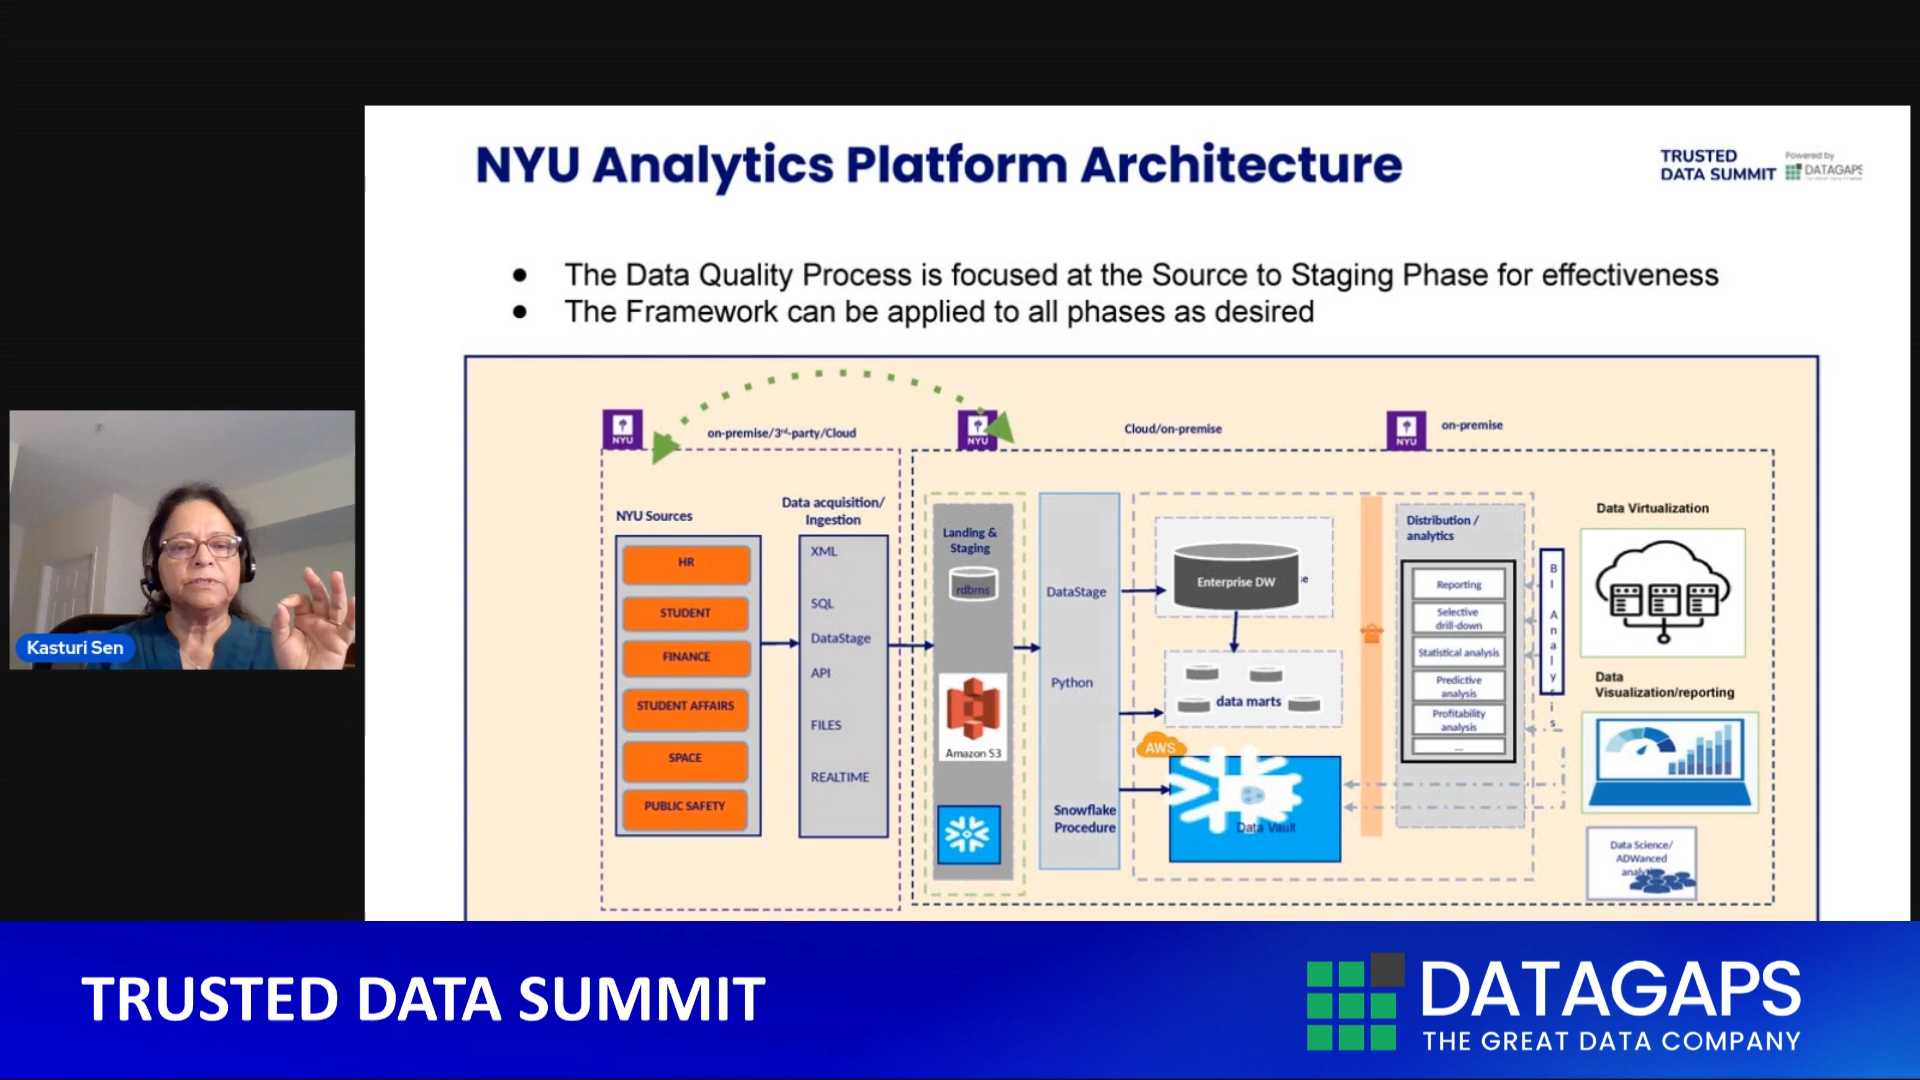 NYU Analytics Platform Architecture
TRUSTED
DATA SUMMIT
Powered by
DATAGAPS
● The Data Quality Process is focused at the Source to Staging Phase for effectiveness
● The Framework can be applied to all phases as desired
NYU
on-premise/3rd-party/Cloud
NYU
Cloud/on-premise
NYU
on-premise
NYU Sources
HR
STUDENT
FINANCE
STUDENT AFFAIRS
SPACE
PUBLIC SAFETY
Data acquisition/
Ingestion
XML
SQL
DataStage
API
FILES
REALTIME
Landing &
Staging
rdbms
Amazon S3
DataStage
Python
Snowflake
Procedure
Enterprise DW
se
data marts
AWS
Data Vault
Distribution /
analytics
Reporting
Selective
drill-down
Statistical analysis
Predictive
analysis
Profitability
analysis
...
BI Analysis
Data Virtualization
Data
Visualization/reporting
Data Science/
ADWanced
Kasturi Sen
TRUSTED DATA SUMMIT
DATAGAPS
THE GREAT DATA COMPANY